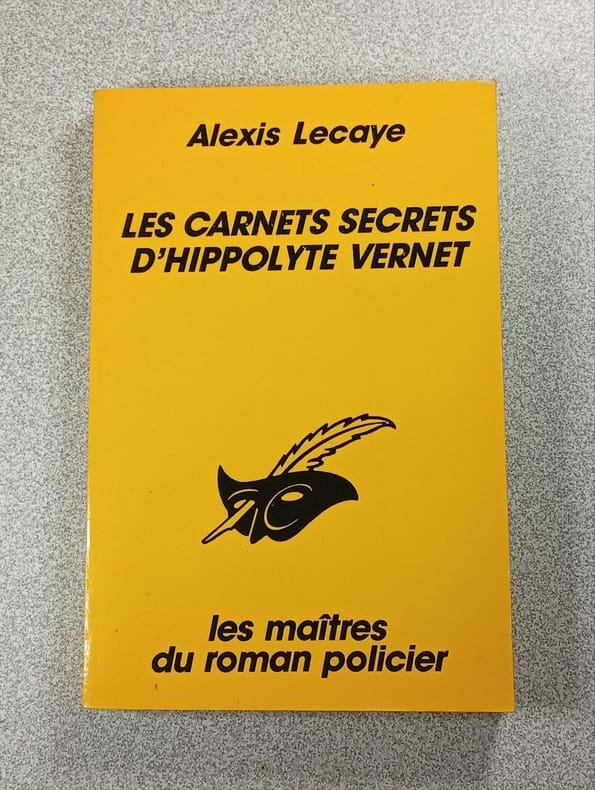 Alexis Lecaye
LES CARNETS SECRETS
D'HIPPOLYTE VERNET
les maîtres
du roman policier